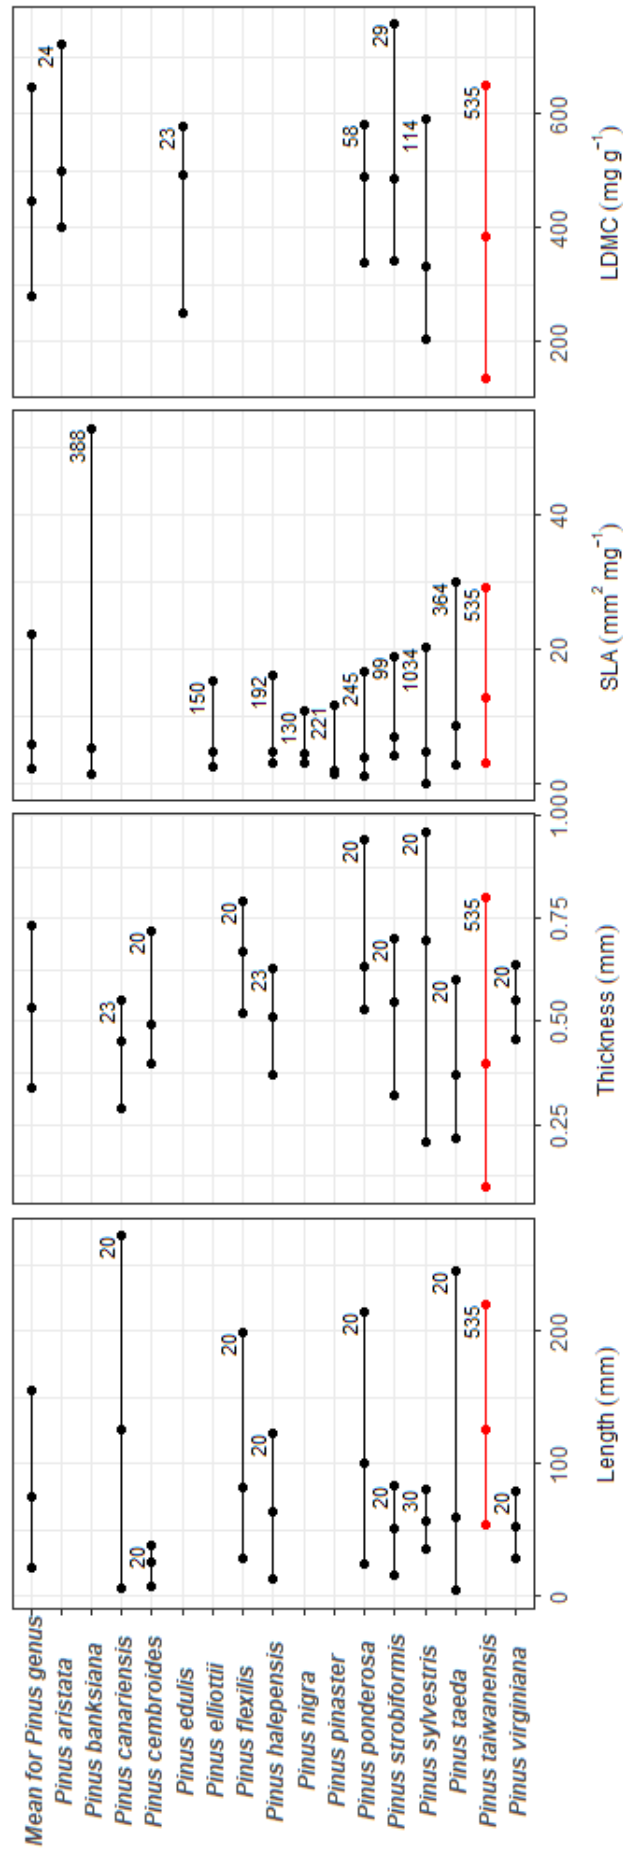 Mean for Pinus genus
Pinus aristata 24
Pinus banksiana 388
Pinus canariensis 20 23
Pinus cembroides 20 20
Pinus edulis 23
Pinus elliottii 150
Pinus flexilis 20 20
Pinus halepensis 20 23 192
Pinus nigra 130
Pinus pinaster 221
Pinus ponderosa 20 20 245 58
Pinus strobiformis 20 20 99 29
Pinus sylvestris 30 20 1034 114
Pinus taeda 20 20 364
Pinus taiwanensis 535 535 535 535
Pinus virginiana 20 20
0 100 200 0.25 0.50 0.75 1.00 0 20 40 200 400 600
Length (mm) Thickness (mm) SLA (mm² mg⁻¹) LDMC (mg g⁻¹)